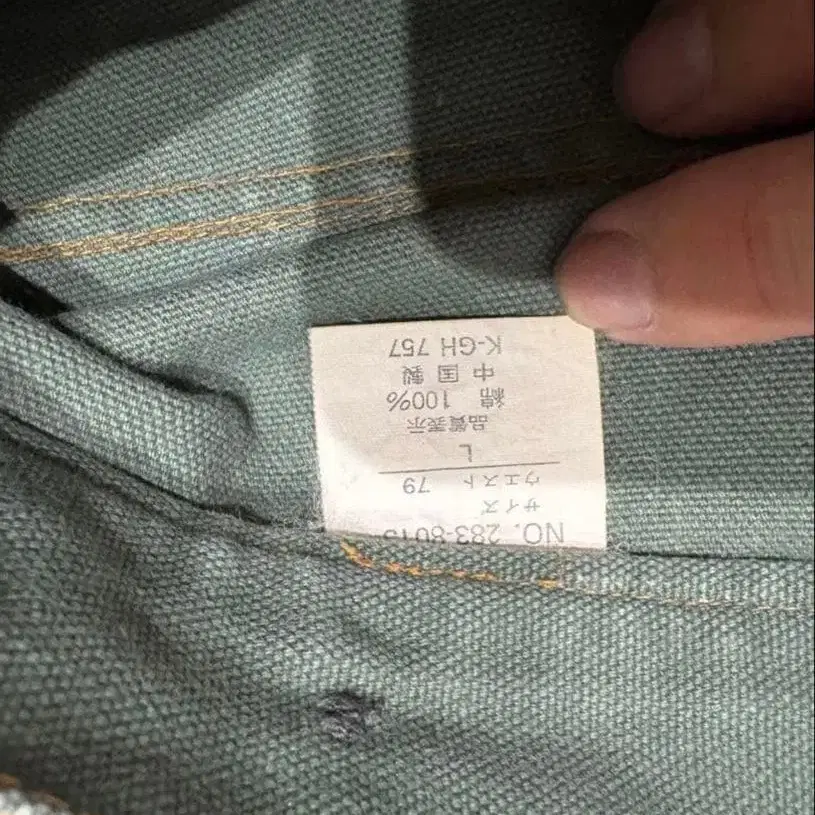 NO. 283-8015
サイズ
ウエスト 79
L
品質表示
綿 100%
中国製
K-GH 757